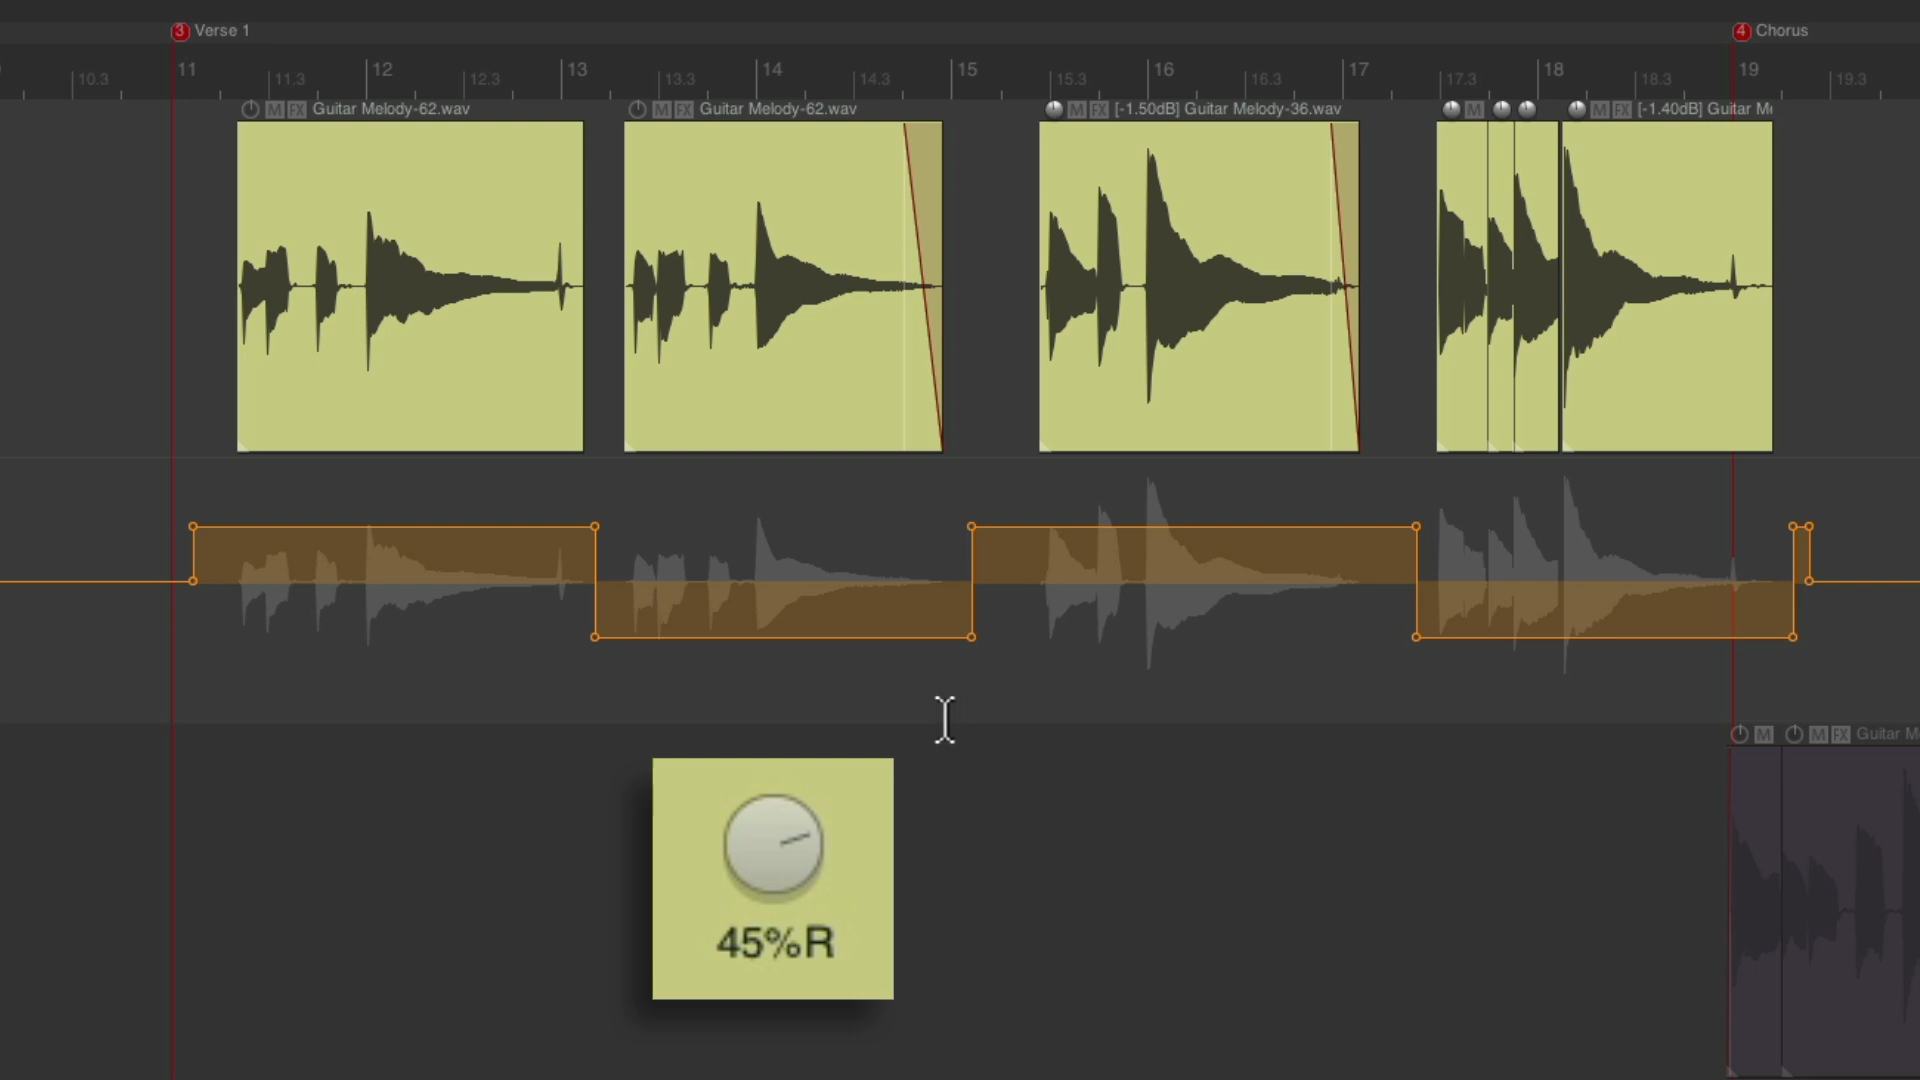 3 Verse 1
4 Chorus
10.3 11 11.3 12 12.3 13 13.3 14 14.3 15 15.3 16 16.3 17 17.3 18 18.3 19 19.3
M FX Guitar Melody-62.wav
M FX Guitar Melody-62.wav
M FX [-1.50dB] Guitar Melody-36.wav
M
M FX [-1.40dB] Guitar Me
M
M FX Guitar Me
45%R